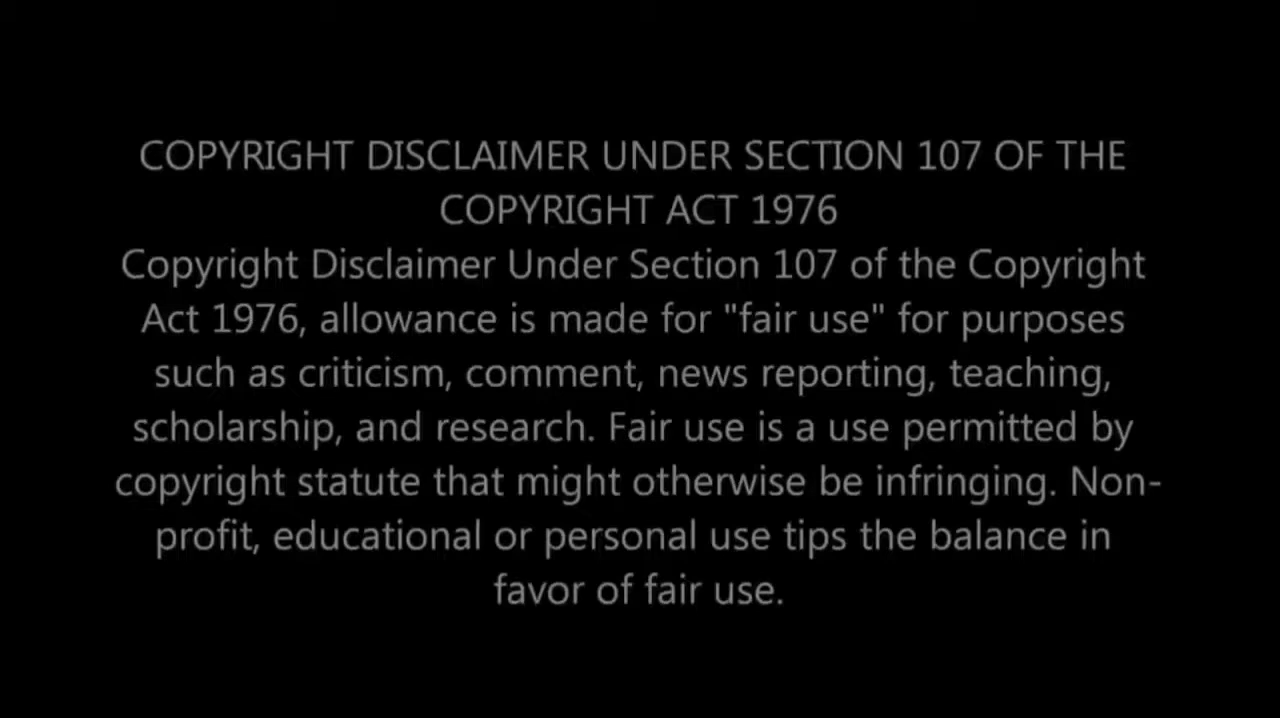 COPYRIGHT DISCLAIMER UNDER SECTION 107 OF THE
COPYRIGHT ACT 1976
Copyright Disclaimer Under Section 107 of the Copyright
Act 1976, allowance is made for "fair use" for purposes
such as criticism, comment, news reporting, teaching,
scholarship, and research. Fair use is a use permitted by
copyright statute that might otherwise be infringing. Non-
profit, educational or personal use tips the balance in
favor of fair use.